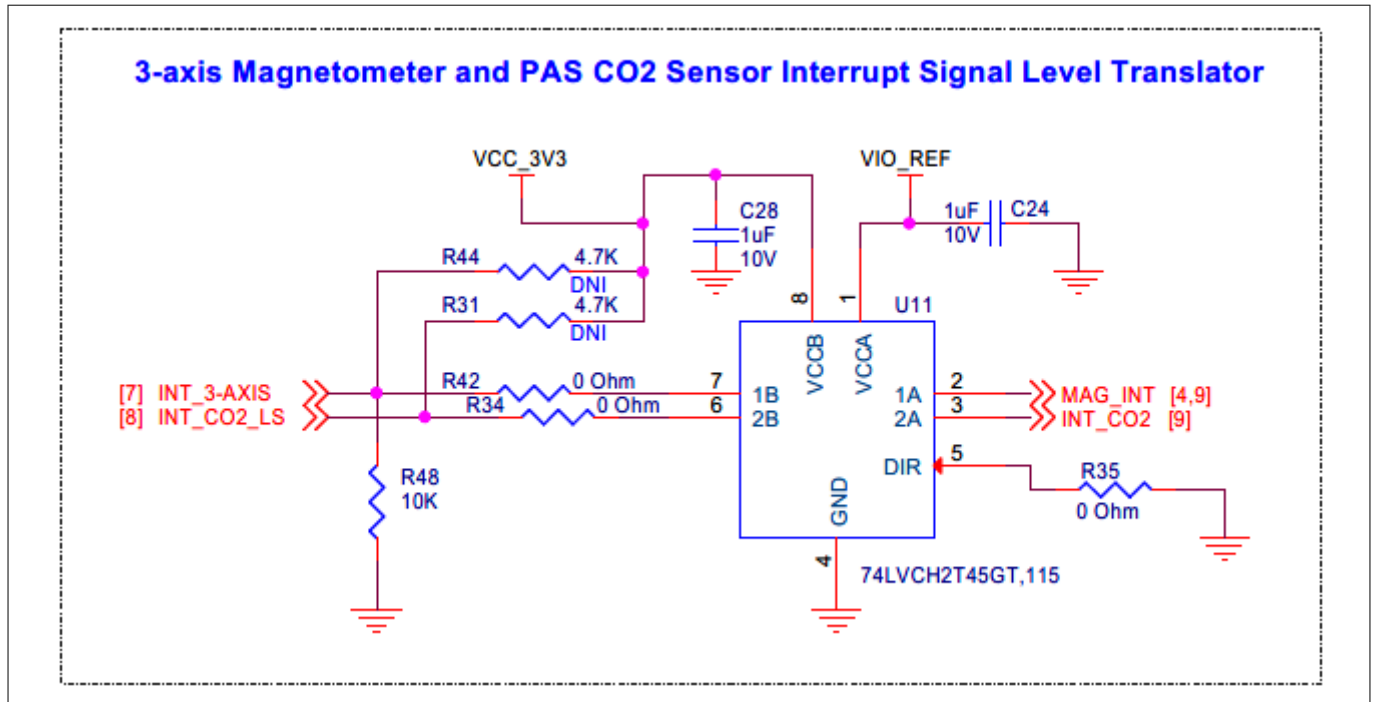 3-axis Magnetometer and PAS CO2 Sensor Interrupt Signal Level Translator
VCC_3V3
VIO_REF
C28
1uF
10V
1uF
10V
C24
R44
4.7K
DNI
R31
4.7K
DNI
8
1
U11
VCCB
VCCA
[7] INT_3-AXIS
[8] INT_CO2_LS
R42
0 Ohm
R34
0 Ohm
7
6
1B
2B
1A
2A
2
3
MAG_INT [4,9]
INT_CO2 [9]
DIR
5
R35
0 Ohm
R48
10K
GND
4
74LVCH2T45GT,115